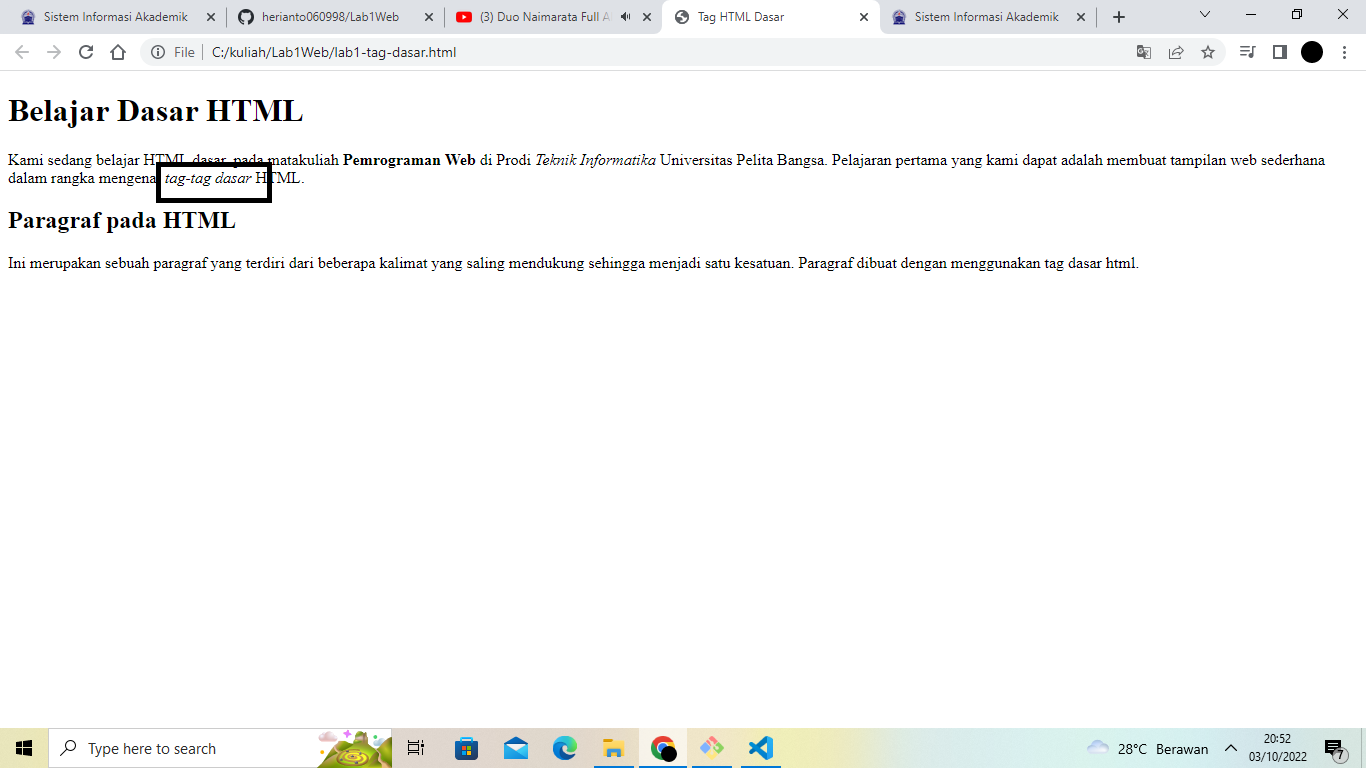 Sistem Informasi Akademik
herianto060998/Lab1Web
(3) Duo Naimarata Full A
Tag HTML Dasar
Sistem Informasi Akademik
File
C:/kuliah/Lab1Web/lab1-tag-dasar.html
Belajar Dasar HTML
Kami sedang belajar HTML dasar, pada matakuliah Pemrograman Web di Prodi Teknik Informatika Universitas Pelita Bangsa. Pelajaran pertama yang kami dapat adalah membuat tampilan web sederhana
dalam rangka mengenal tag-tag dasar HTML.
Paragraf pada HTML
Ini merupakan sebuah paragraf yang terdiri dari beberapa kalimat yang saling mendukung sehingga menjadi satu kesatuan. Paragraf dibuat dengan menggunakan tag dasar html.
Type here to search
28°C Berawan
20:52
03/10/2022
7